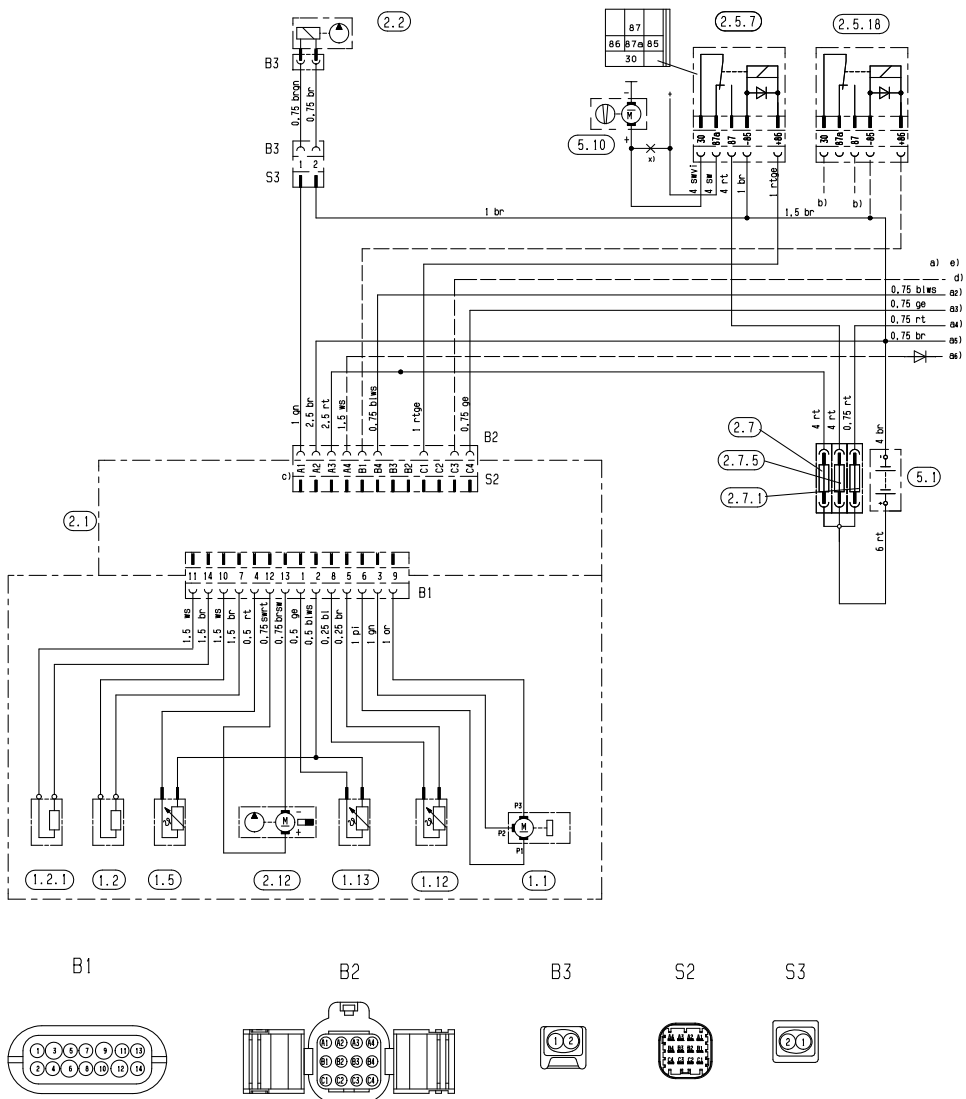 2.2
2.5.7
2.5.18
87
86 87a 85
30
B3
0,75 brgn
0,75 br
B3
1 2
S3
5.10
M
- +
+
x)
30 87a 87 -85 +86
30 87a 87 -85 +86
4 swvi
4 sw
4 rt
1 br
1 rtge
b) b)
1 br
1,5 br
a) e)
d)
0,75 blws a2)
0,75 ge a3)
0,75 rt a4)
0,75 br a5)
a6)
1 gn
2,5 br
2,5 rt
1,5 ws
0,75 blws
1 rtge
0,75 ge
B2
c) A1 A2 A3 A4 B1 B4 B3 B2 C1 C2 C3 C4
S2
4 rt
4 rt
0,75 rt
4 br
2.7
2.7.5
2.7.1
5.1
- +
6 rt
2.1
11 14 10 7 4 12 13 1 2 8 5 6 3 9
B1
1.5 ws
1.5 br
1.5 ws
1.5 br
0.5 rt
0,75 swrt
0,75 brsw
0.5 ge
0.5 blws
0,25 bl
0,25 br
1 pi
1 gn
1 or
P3
P2
P1
M
M
- +
ϑ ϑ ϑ
1.2.1
1.2
1.5
2.12
1.13
1.12
1.1
B1
B2
B3
S2
S3
1 3 5 7 9 11 13
2 4 6 8 10 12 14
A1 A2 A3 A4
B1 B2 B3 B4
C1 C2 C3 C4
1 2
A4 A3 A2 A1
B4 B3 B2 B1
C4 C3 C2 C1
2 1